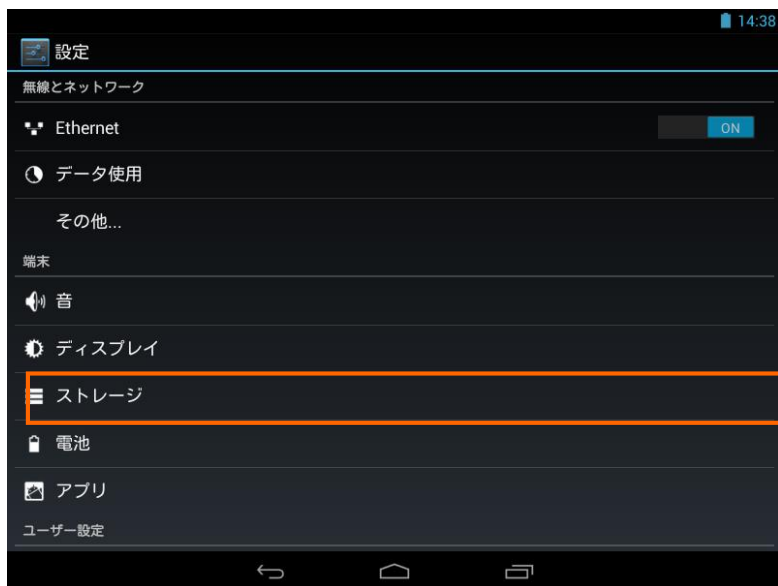 14:38
設定
無線とネットワーク
Ethernet
ON
データ使用
その他...
端末
音
ディスプレイ
ストレージ
電池
アプリ
ユーザー設定